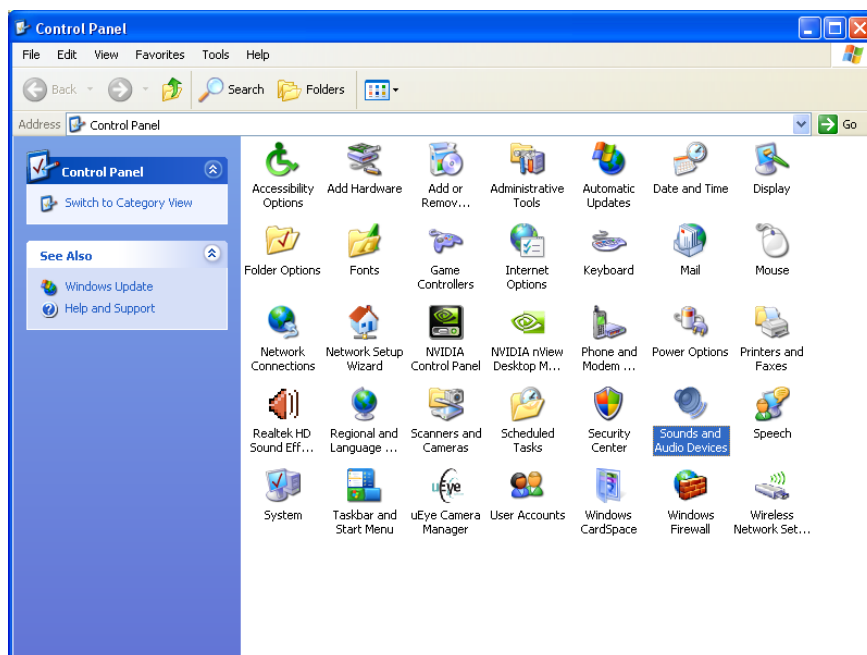 Control Panel
File Edit View Favorites Tools Help
Back Search Folders
Address Control Panel Go
Control Panel
Switch to Category View
See Also
Windows Update
Help and Support
Accessibility Options
Add Hardware
Add or Remov...
Administrative Tools
Automatic Updates
Date and Time
Display
Folder Options
Fonts
Game Controllers
Internet Options
Keyboard
Mail
Mouse
Network Connections
Network Setup Wizard
NVIDIA Control Panel
NVIDIA nView Desktop M...
Phone and Modem ...
Power Options
Printers and Faxes
Realtek HD Sound Eff...
Regional and Language ...
Scanners and Cameras
Scheduled Tasks
Security Center
Sounds and Audio Devices
Speech
System
Taskbar and Start Menu
uEye
uEye Camera Manager
User Accounts
Windows CardSpace
Windows Firewall
Wireless Network Set...